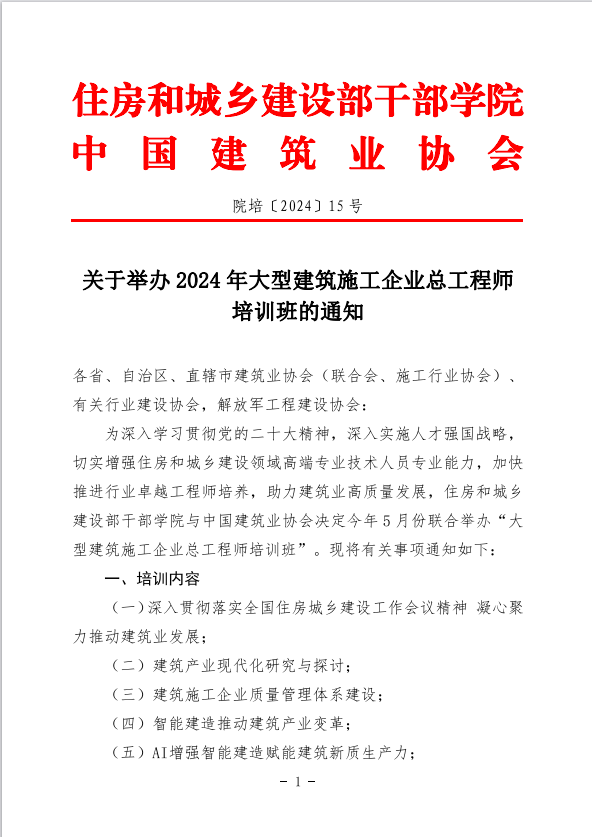 住房和城乡建设部干部学院
中国建筑业协会
院培〔2024〕15号
关于举办2024年大型建筑施工企业总工程师
培训班的通知
各省、自治区、直辖市建筑业协会（联合会、施工行业协会）、
有关行业建设协会，解放军工程建设协会：
为深入学习贯彻党的二十大精神，深入实施人才强国战略，
切实增强住房和城乡建设领域高端专业技术人员专业能力，加快
推进行业卓越工程师培养，助力建筑业高质量发展，住房和城乡
建设部干部学院与中国建筑业协会决定今年5月份联合举办“大
型建筑施工企业总工程师培训班”。现将有关事项通知如下：
一、培训内容
（一）深入贯彻落实全国住房城乡建设工作会议精神 凝心聚
力推动建筑业发展；
（二）建筑产业现代化研究与探讨；
（三）建筑施工企业质量管理体系建设；
（四）智能建造推动建筑产业变革；
（五）AI增强智能建造赋能建筑新质生产力；
- 1 -